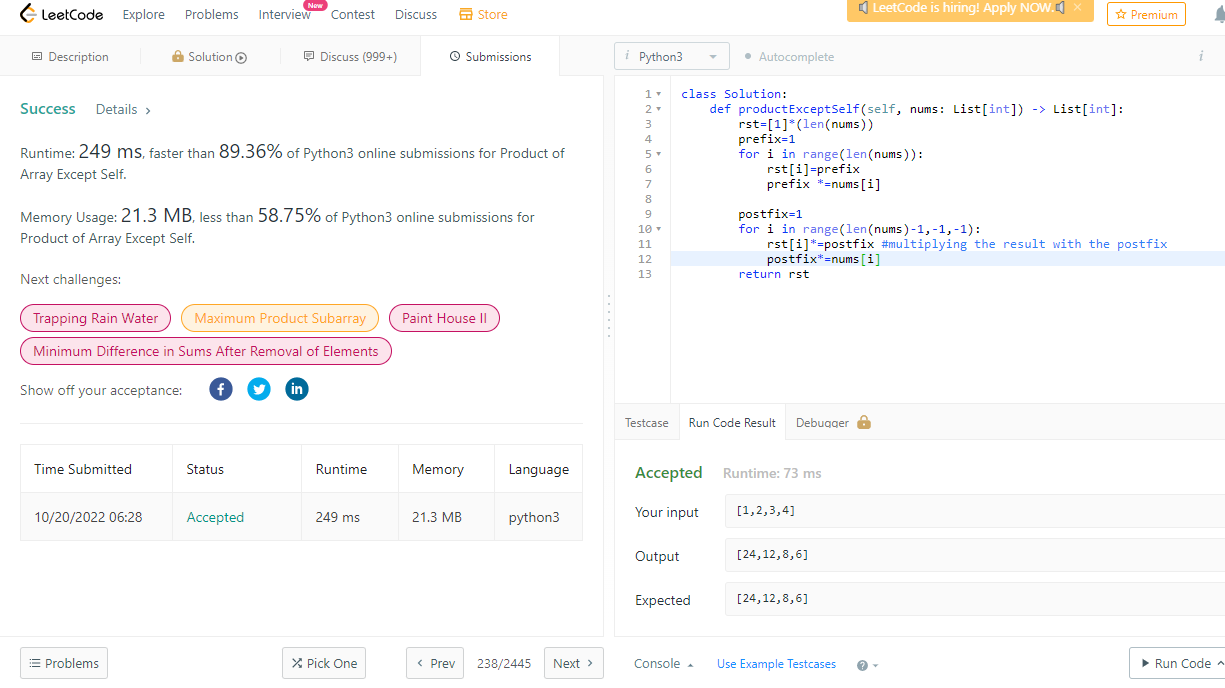 LeetCode Explore Problems Interview New Contest Discuss Store LeetCode is hiring! Apply NOW. × Premium
Description Solution Discuss (999+) Submissions
Success Details >
Runtime: 249 ms, faster than 89.36% of Python3 online submissions for Product of
Array Except Self.
Memory Usage: 21.3 MB, less than 58.75% of Python3 online submissions for
Product of Array Except Self.
Next challenges:
Trapping Rain Water Maximum Product Subarray Paint House II
Minimum Difference in Sums After Removal of Elements
Show off your acceptance: f in
Time Submitted Status Runtime Memory Language
10/20/2022 06:28 Accepted 249 ms 21.3 MB python3
Problems Pick One < Prev 238/2445 Next >
i Python3 Autocomplete i
1 class Solution:
2     def productExceptSelf(self, nums: List[int]) -> List[int]:
3         rst=[1]*(len(nums))
4         prefix=1
5         for i in range(len(nums)):
6             rst[i]=prefix
7             prefix *=nums[i]
8
9         postfix=1
10         for i in range(len(nums)-1,-1,-1):
11             rst[i]*=postfix #multiplying the result with the postfix
12             postfix*=nums[i]
13         return rst
Testcase Run Code Result Debugger
Accepted Runtime: 73 ms
Your input [1,2,3,4]
Output [24,12,8,6]
Expected [24,12,8,6]
Console Use Example Testcases ? Run Code